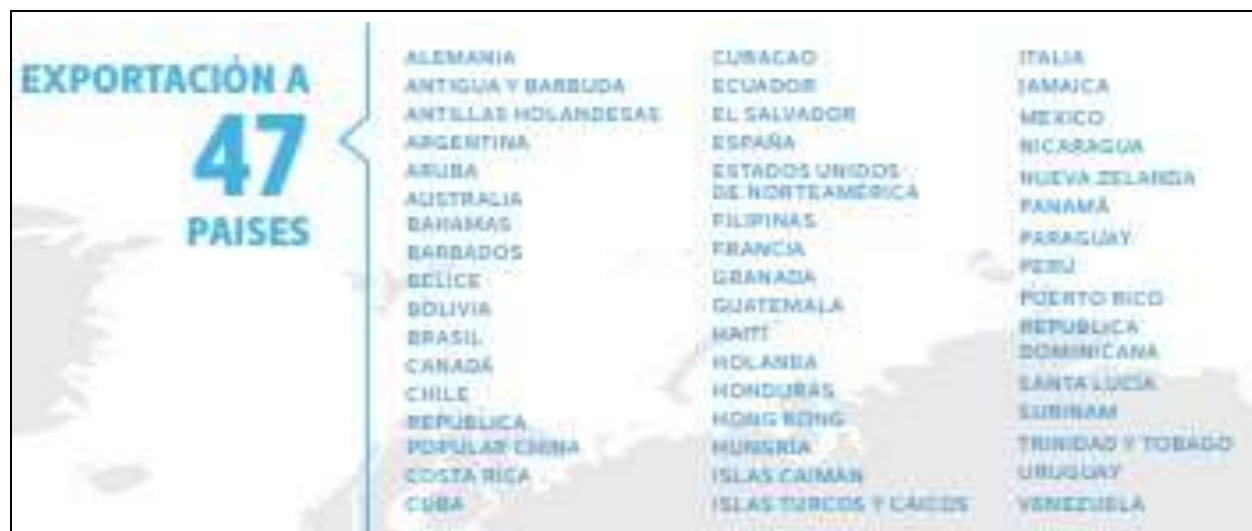 EXPORTACIÓN A
47
PAISES
ALEMANIA
ANTIGUA Y BARBUDA
ANTILLAS HOLANDESAS
ARGENTINA
ARUBA
AUSTRALIA
BAHAMAS
BARBADOS
BELICE
BOLIVIA
BRASIL
CANADÁ
CHILE
REPÚBLICA
POPULAR CHINA
COSTA RICA
CUBA
CURACAO
ECUADOR
EL SALVADOR
ESPAÑA
ESTADOS UNIDOS
DE NORTEAMÉRICA
FILIPINAS
FRANCIA
GRANADA
GUATEMALA
HAITÍ
HOLANDA
HONDURAS
HONG KONG
HUNGRÍA
ISLAS CAIMAN
ISLAS TURCOS Y CAICOS
ITALIA
JAMAICA
MEXICO
NICARAGUA
NUEVA ZELANDA
PANAMÁ
PARAGUAY
PERÚ
PUERTO RICO
REPUBLICA
DOMINICANA
SANTA LUCÍA
SURINAM
TRINIDAD Y TOBAGO
URUGUAY
VENEZUELA